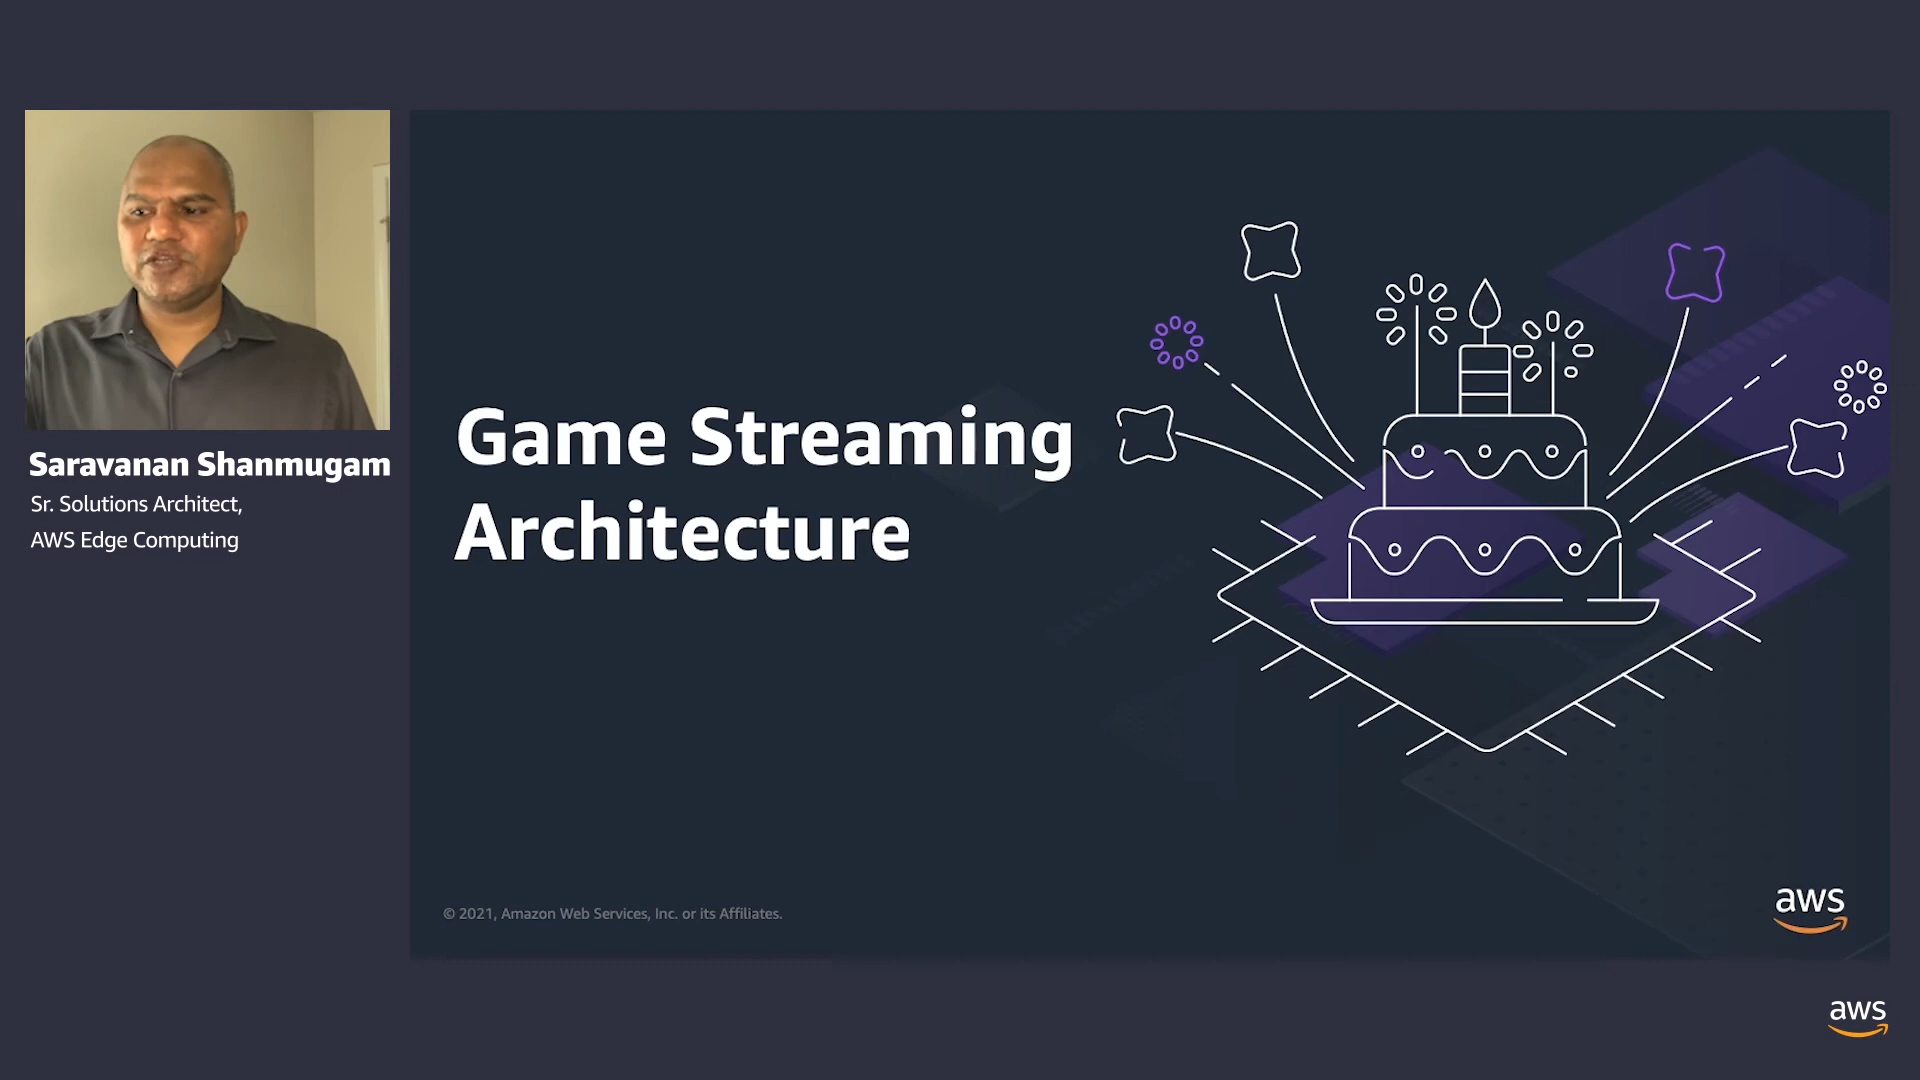 Saravanan Shanmugam
Sr. Solutions Architect,
AWS Edge Computing
Game Streaming
Architecture
© 2021, Amazon Web Services, Inc. or its Affiliates.
aws
aws